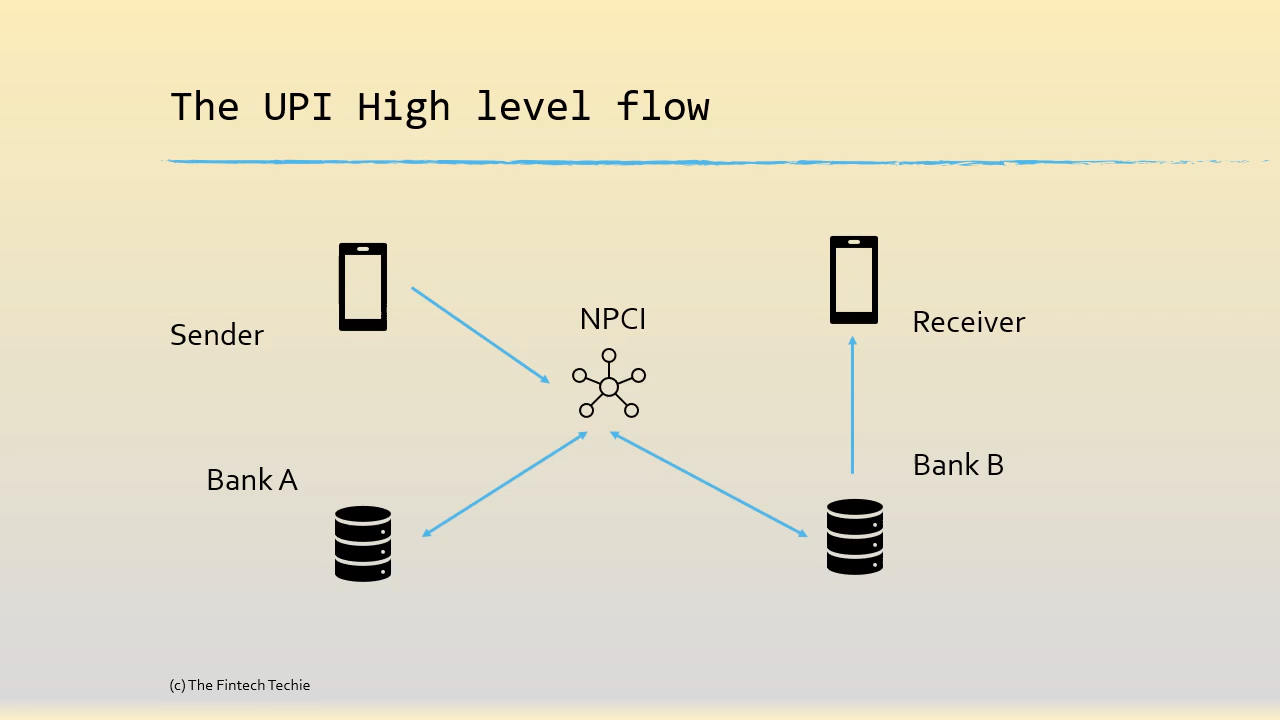 The UPI High level flow
NPCI
Sender
Receiver
Bank A
Bank B
(c) The Fintech Techie